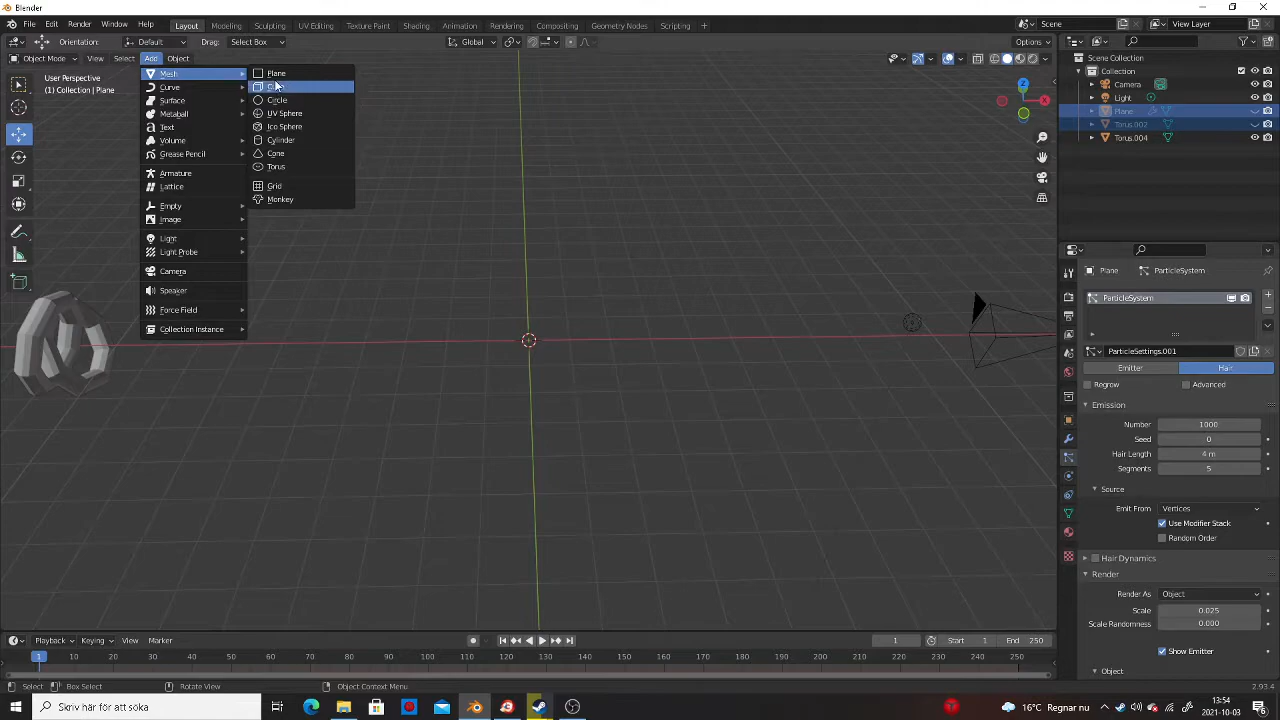 Blender
File Edit Render Window Help Layout Modeling Sculpting UV Editing Texture Paint Shading Animation Rendering Compositing Geometry Nodes Scripting + Scene View Layer
Orientation: Default Drag: Select Box Global Options
Object Mode View Select Add Object
User Perspective
(1) Collection | Plane
Mesh
Curve
Surface
Metaball
Text
Volume
Grease Pencil
Armature
Lattice
Empty
Image
Light
Light Probe
Camera
Speaker
Force Field
Collection Instance
Plane
Circle
UV Sphere
Ico Sphere
Cylinder
Cone
Torus
Grid
Monkey
Z
X
Scene Collection
Collection
Camera
Light
Plane
Torus.002
Torus.004
Plane ParticleSystem
ParticleSystem
ParticleSettings.001
Emitter Hair
Regrow Advanced
Emission
Number 1000
Seed 0
Hair Length 4 m
Segments 5
Source
Emit From Vertices
Use Modifier Stack
Random Order
Hair Dynamics
Render
Render As Object
Scale 0.025
Scale Randomness 0.000
Show Emitter
Object
Playback Keying View Marker 1 Start 1 End 250
1 10 20 30 40 50 60 70 80 90 100 110 120 130 140 150 160 170 180 190 200 210 220 230 240 250
Select Box Select Rotate View Object Context Menu 2.93.4
Skriv här för att söka
16°C Regnar nu
13:54
2021-10-03